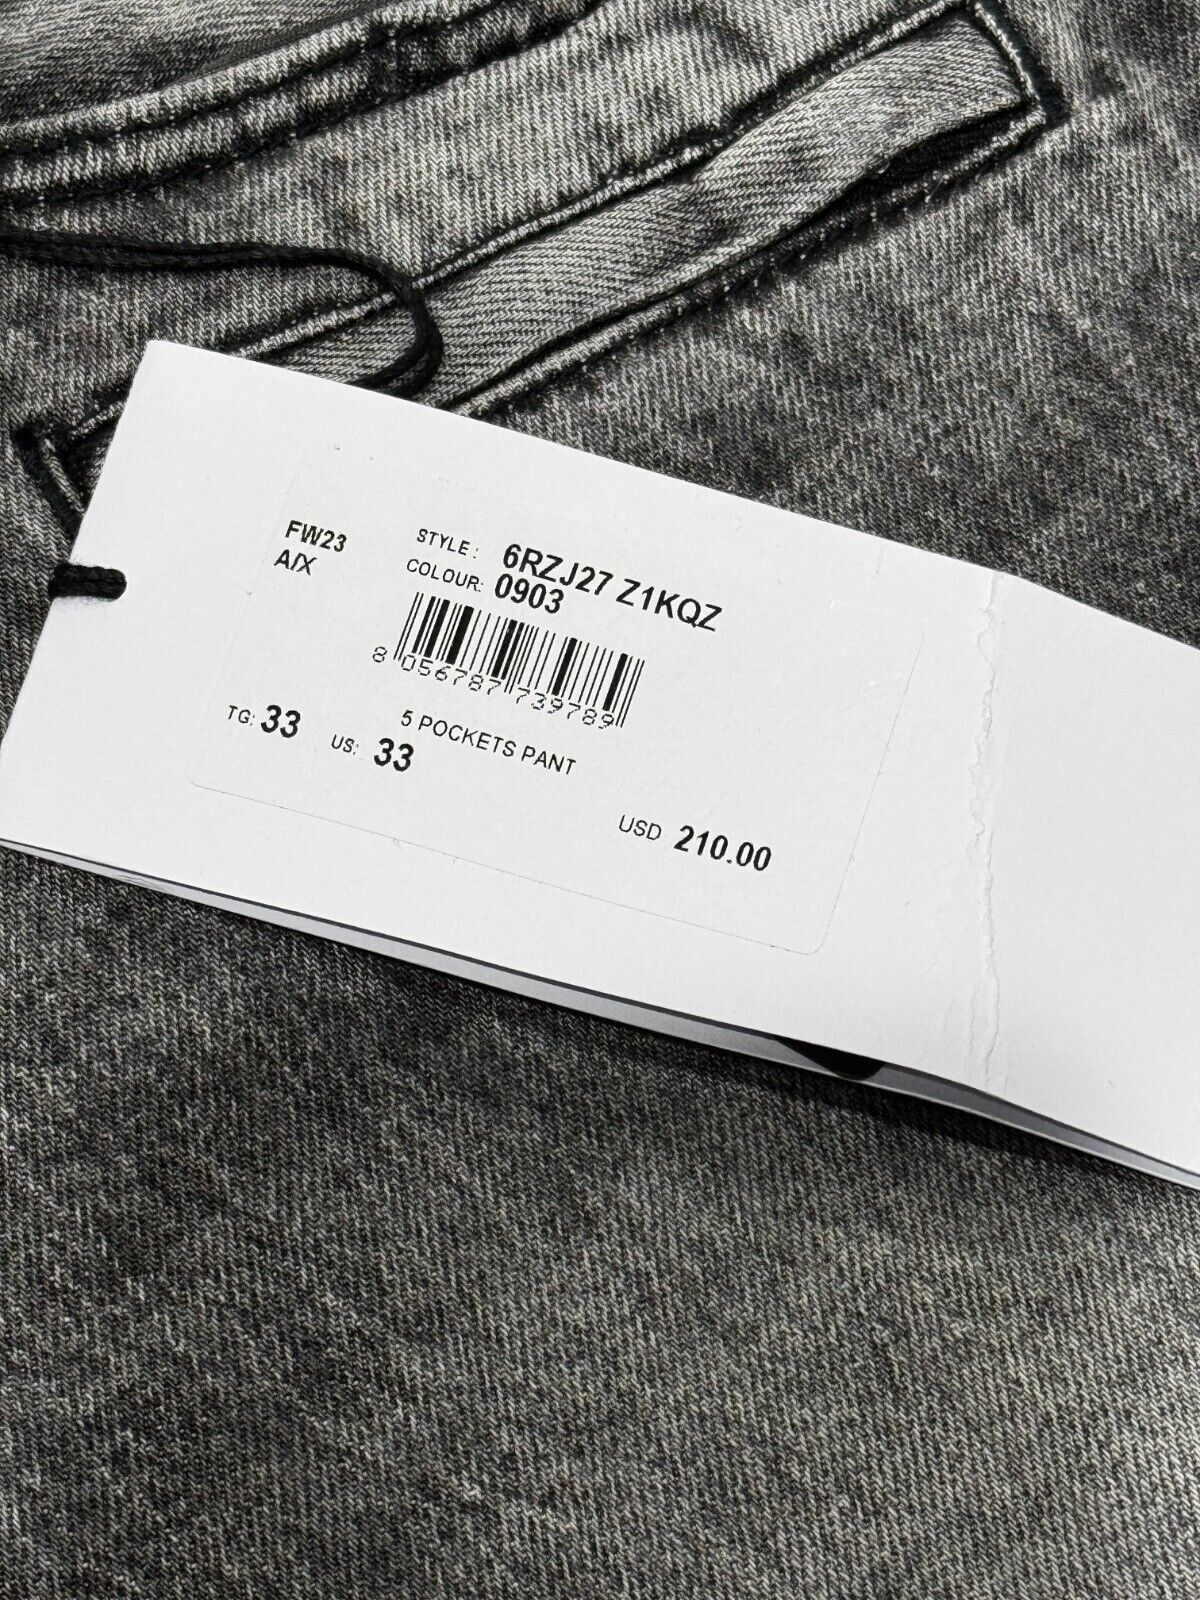 FW23
A/X
STYLE: 6RZJ27 Z1KQZ
COLOUR: 0903
8 056787 739789
TG: 33
US: 33
5 POCKETS PANT
USD 210.00